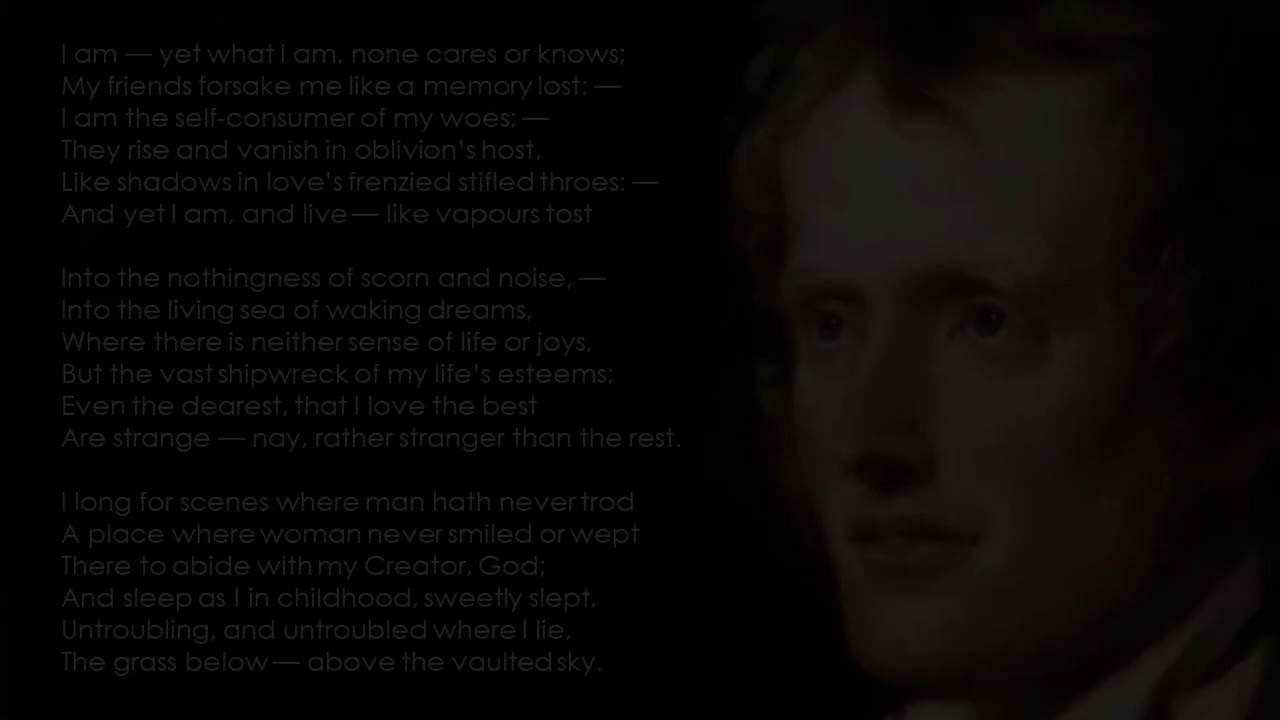 I am — yet what I am, none cares or knows;
My friends forsake me like a memory lost: —
I am the self-consumer of my woes; —
They rise and vanish in oblivion's host,
Like shadows in love's frenzied stifled throes: —
And yet I am, and live — like vapours tost
Into the nothingness of scorn and noise, —
Into the living sea of waking dreams,
Where there is neither sense of life or joys,
But the vast shipwreck of my life's esteems;
Even the dearest, that I love the best
Are strange — nay, rather stranger than the rest.
I long for scenes where man hath never trod
A place where woman never smiled or wept
There to abide with my Creator, God;
And sleep as I in childhood, sweetly slept,
Untroubling, and untroubled where I lie,
The grass below — above the vaulted sky.